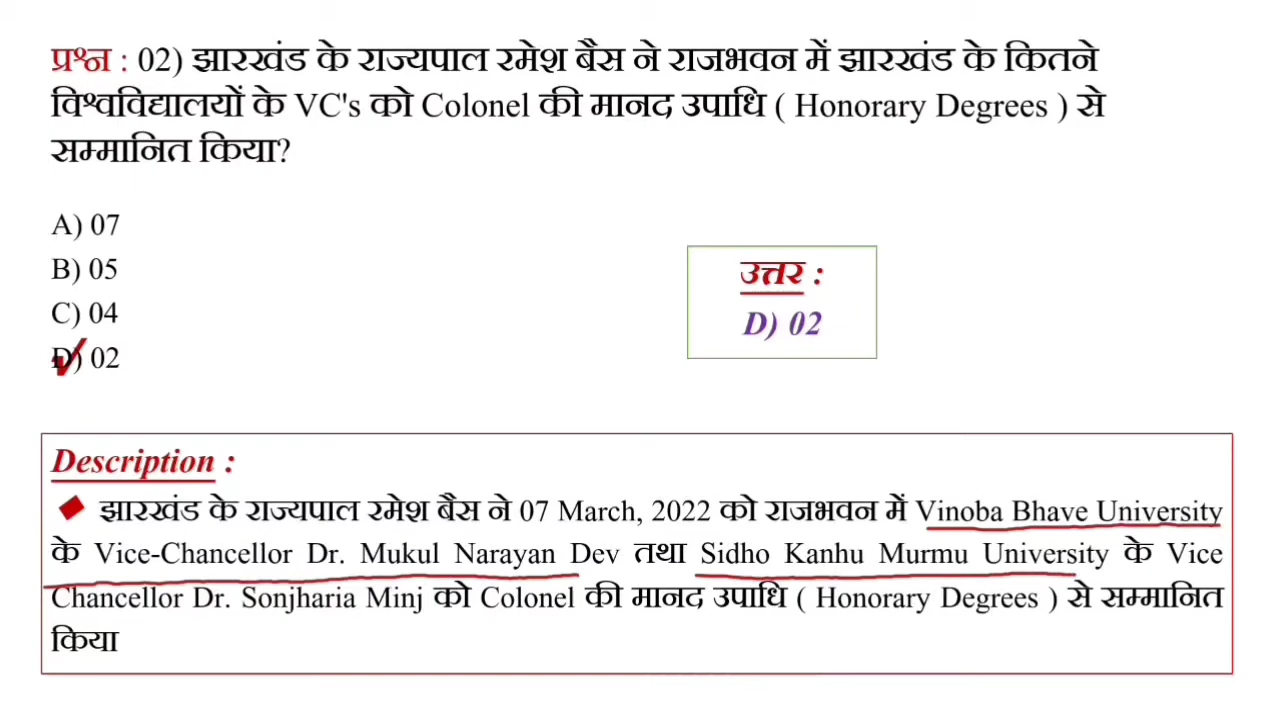 प्रश्न : 02) झारखंड के राज्यपाल रमेश बैस ने राजभवन में झारखंड के कितने
विश्वविद्यालयों के VC's को Colonel की मानद उपाधि ( Honorary Degrees ) से
सम्मानित किया?
A) 07
B) 05
C) 04
D) 02
उत्तर :
D) 02
Description :
◆ झारखंड के राज्यपाल रमेश बैस ने 07 March, 2022 को राजभवन में Vinoba Bhave University
के Vice-Chancellor Dr. Mukul Narayan Dev तथा Sidho Kanhu Murmu University के Vice
Chancellor Dr. Sonjharia Minj को Colonel की मानद उपाधि ( Honorary Degrees ) से सम्मानित
किया